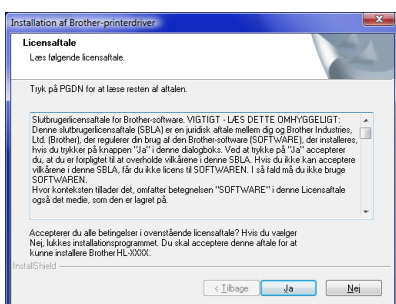 Installation af Brother-printerdriver
Licensaftale
Læs følgende licensaftale.
Tryk på PGDN for at læse resten af aftalen.
Slutbrugerlicensaftale for Brother-software. VIGTIGT - LÆS DETTE OMHYGGELIGT:
Denne slutbrugerlicensaftale (SBLA) er en juridisk aftale mellem dig og Brother Industries,
Ltd. (Brother), der regulerer din brug af den Brother-software (SOFTWARE), der installeres,
hvis du trykker på knappen "Ja" i denne dialogboks. Ved at trykke på "Ja" accepterer
du, at du er forpligtet til at overholde vilkårene i denne SBLA. Hvis du ikke kan acceptere
vilkårene i denne SBLA, får du ikke licens til SOFTWAREN. I så fald må du ikke bruge
SOFTWAREN.
Hvor konteksten tillader det, omfatter betegnelsen "SOFTWARE" i denne Licensaftale
også det medie, som den er lagret på.
Accepterer du alle betingelser i ovenstående licensaftale? Hvis du vælger
Nej, lukkes installationsprogrammet. Du skal acceptere denne aftale for at
kunne installere Brother HL-XXXX.
InstallShield
< Tilbage
Ja
Nej